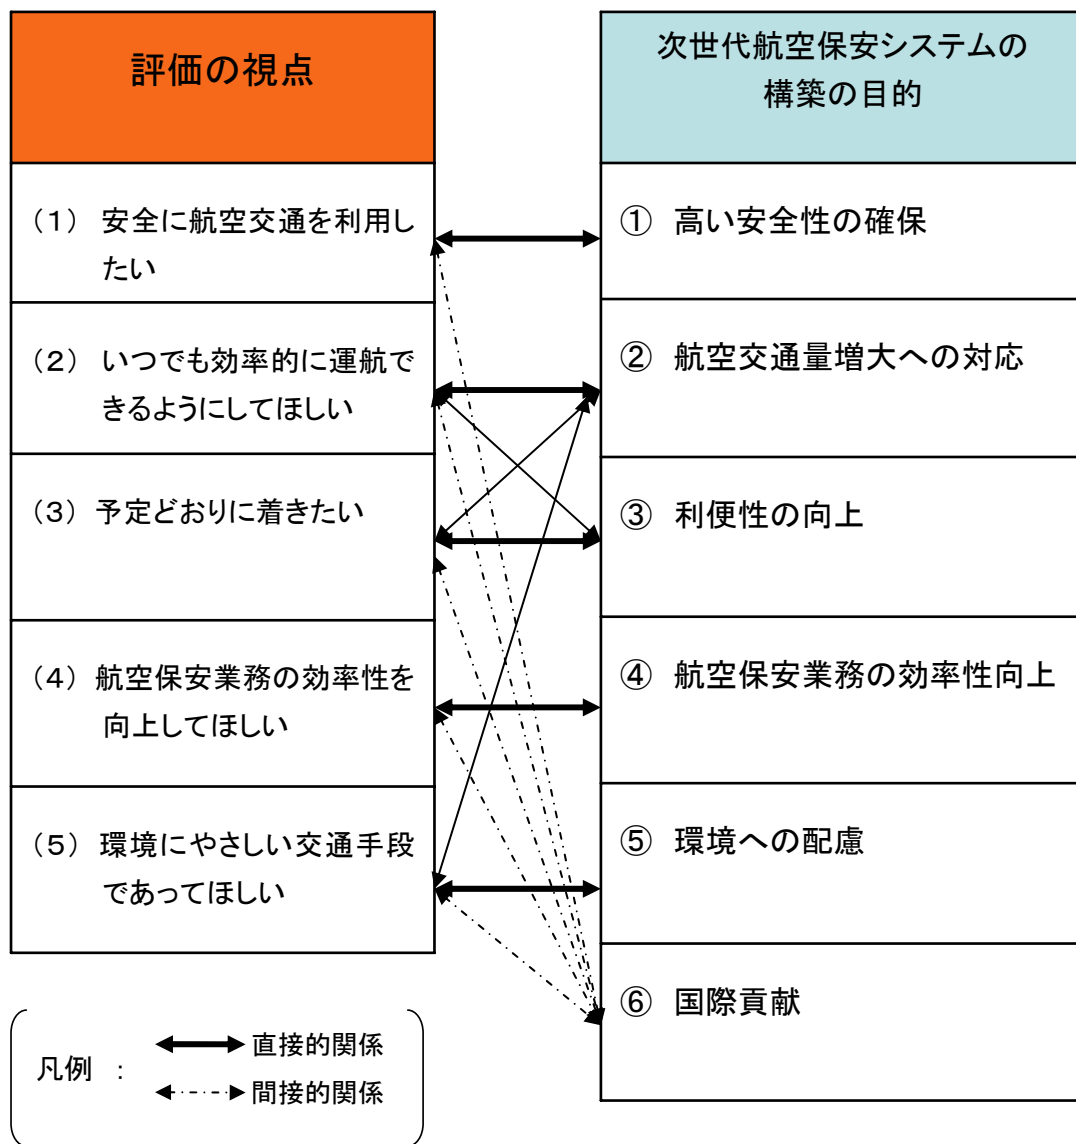 評価の視点
(1) 安全に航空交通を利用し
たい
(2) いつでも効率的に運航で
きるようにしてほしい
(3) 予定どおりに着きたい
(4) 航空保安業務の効率性を
向上してほしい
(5) 環境にやさしい交通手段
であってほしい
次世代航空保安システムの
構築の目的
① 高い安全性の確保
② 航空交通量増大への対応
③ 利便性の向上
④ 航空保安業務の効率性向上
⑤ 環境への配慮
⑥ 国際貢献
凡例 :
直接的関係
間接的関係